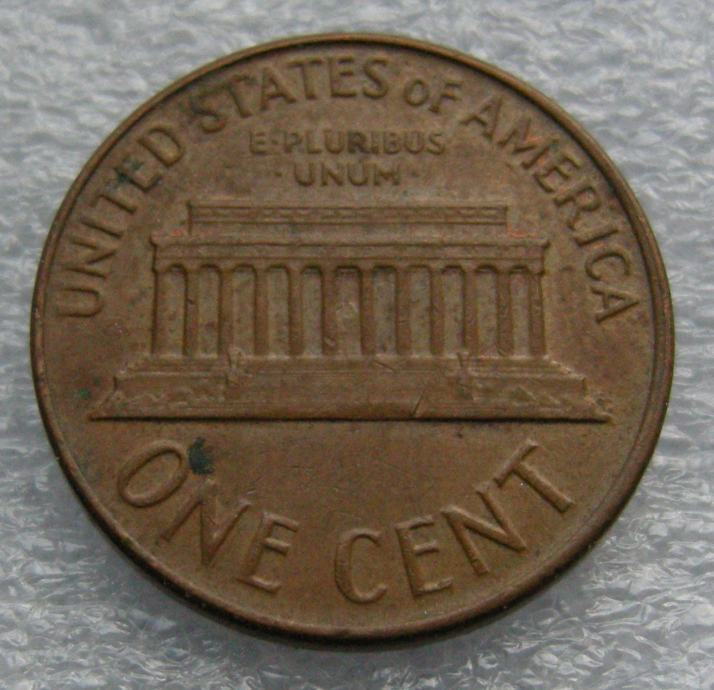 UNITED STATES OF AMERICA
E·PLURIBUS
·UNUM·
ONE CENT